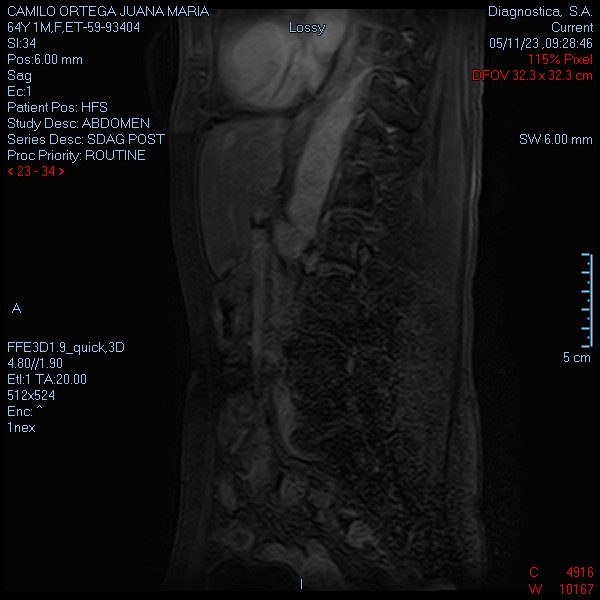 CAMILO ORTEGA JUANA MARIA
64Y 1M,F,ET-59-93404
Sl:34
Pos:6.00 mm
Sag
Ec:1
Patient Pos: HFS
Study Desc: ABDOMEN
Series Desc: SDAG POST
Proc Priority: ROUTINE
< 23 - 34 >
Lossy
Diagnostica, S.A.
Current
05/11/23 ,09:28:46
115% Pixel
DFOV 32.3 x 32.3 cm
SW 6.00 mm
A
5 cm
FFE3D1.9_quick,3D
4.80//1.90
Etl:1 TA:20.00
512x524
Enc: ^
1nex
I
C 4916
W 10167